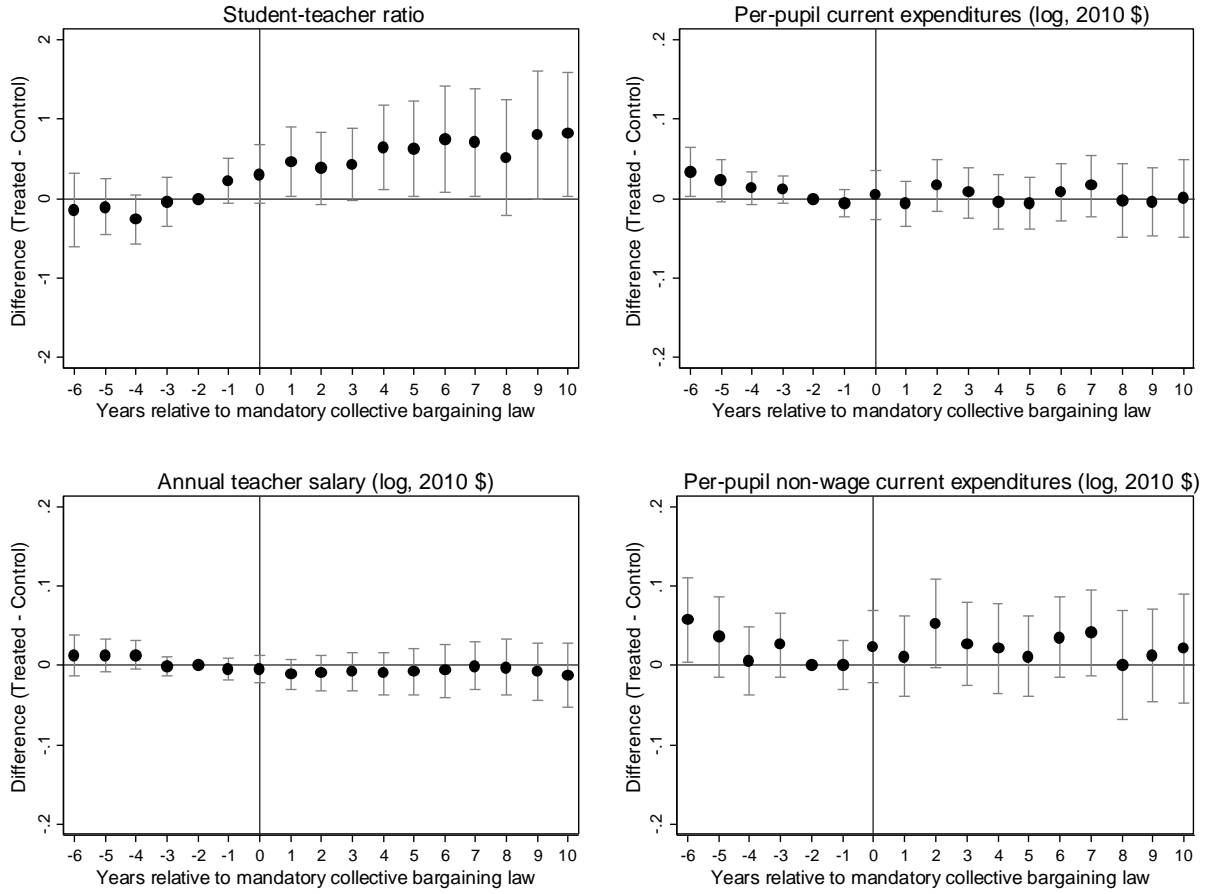 Student-teacher ratio
Difference (Treated - Control)
2
1
0
-1
-2
-6 -5 -4 -3 -2 -1 0 1 2 3 4 5 6 7 8 9 10
Years relative to mandatory collective bargaining law
Per-pupil current expenditures (log, 2010 $)
Difference (Treated - Control)
.2
.1
0
-.1
-.2
-6 -5 -4 -3 -2 -1 0 1 2 3 4 5 6 7 8 9 10
Years relative to mandatory collective bargaining law
Annual teacher salary (log, 2010 $)
Difference (Treated - Control)
.2
.1
0
-.1
-.2
-6 -5 -4 -3 -2 -1 0 1 2 3 4 5 6 7 8 9 10
Years relative to mandatory collective bargaining law
Per-pupil non-wage current expenditures (log, 2010 $)
Difference (Treated - Control)
.2
.1
0
-.1
-.2
-6 -5 -4 -3 -2 -1 0 1 2 3 4 5 6 7 8 9 10
Years relative to mandatory collective bargaining law